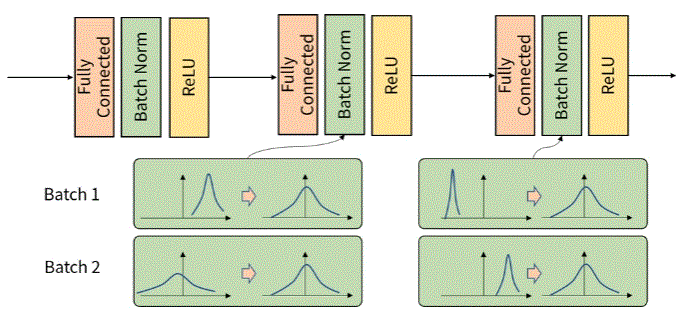 Fully
Connected
Batch Norm
ReLU
Fully
Connected
Batch Norm
ReLU
Fully
Connected
Batch Norm
ReLU
Batch 1
Batch 2